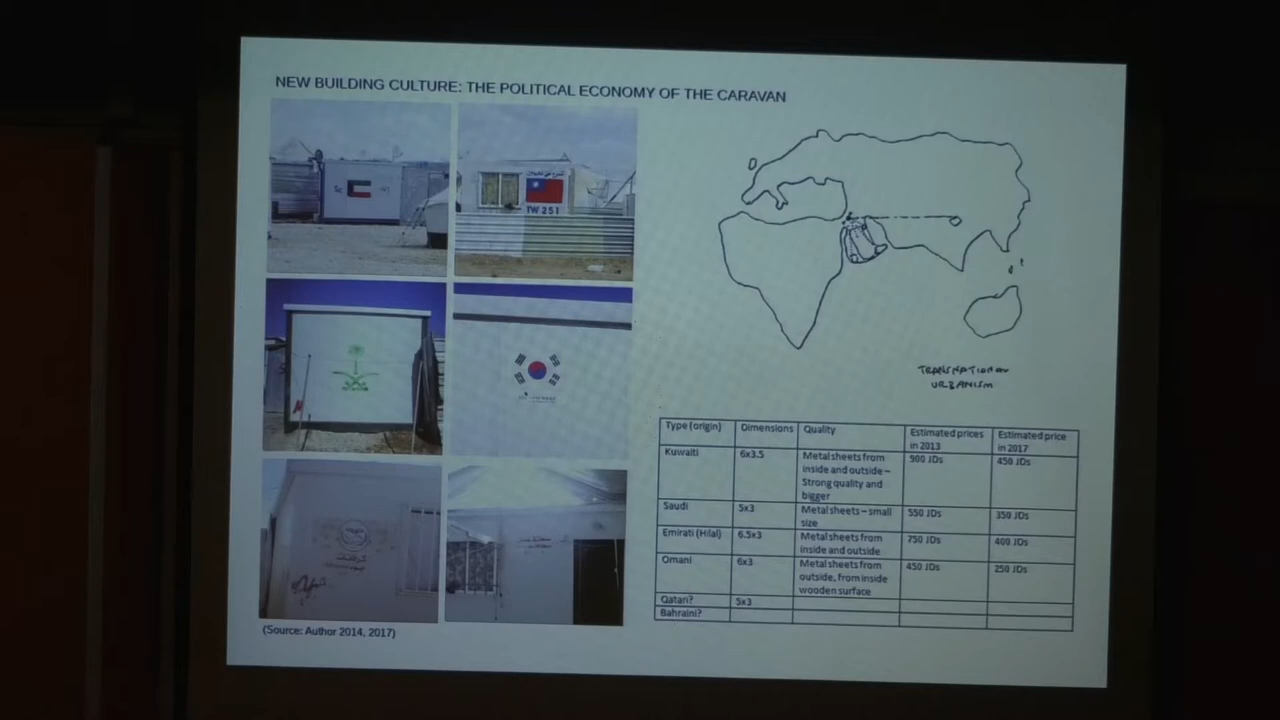 NEW BUILDING CULTURE: THE POLITICAL ECONOMY OF THE CARAVAN
TW 251
TRANSNATIONAL
URBANISM
Type (origin) Dimensions Quality Estimated prices in 2013 Estimated price in 2017
Kuwaiti 6x3.5 Metal sheets from inside and outside – Strong quality and bigger 900 JDs 450 JDs
Saudi 5x3 Metal sheets – small size 550 JDs 350 JDs
Emirati (Hilal) 6.5x3 Metal sheets from inside and outside 750 JDs 400 JDs
Omani 6x3 Metal sheets from outside, from inside wooden surface 450 JDs 250 JDs
Qatari? 5x3
Bahraini?
(Source: Author 2014, 2017)